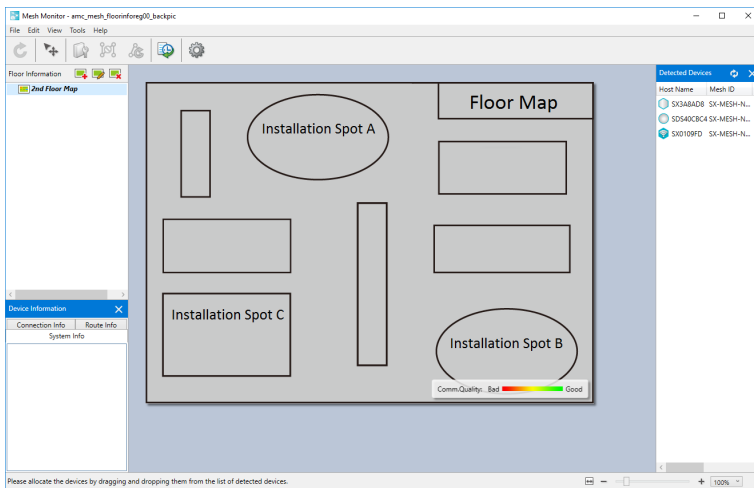 Mesh Monitor - amc_mesh_floorinforeg00_backpic
File Edit View Tools Help
Floor Information
2nd Floor Map
Floor Map
Installation Spot A
Installation Spot C
Installation Spot B
Comm.Quality: Bad Good
Detected Devices
Host Name Mesh ID
SX3A8AD8 SX-MESH-N...
SDS40CBC4 SX-MESH-N...
SX0109FD SX-MESH-N...
Device Information
Connection Info Route Info
System Info
Please allocate the devices by dragging and dropping them from the list of detected devices.
100%